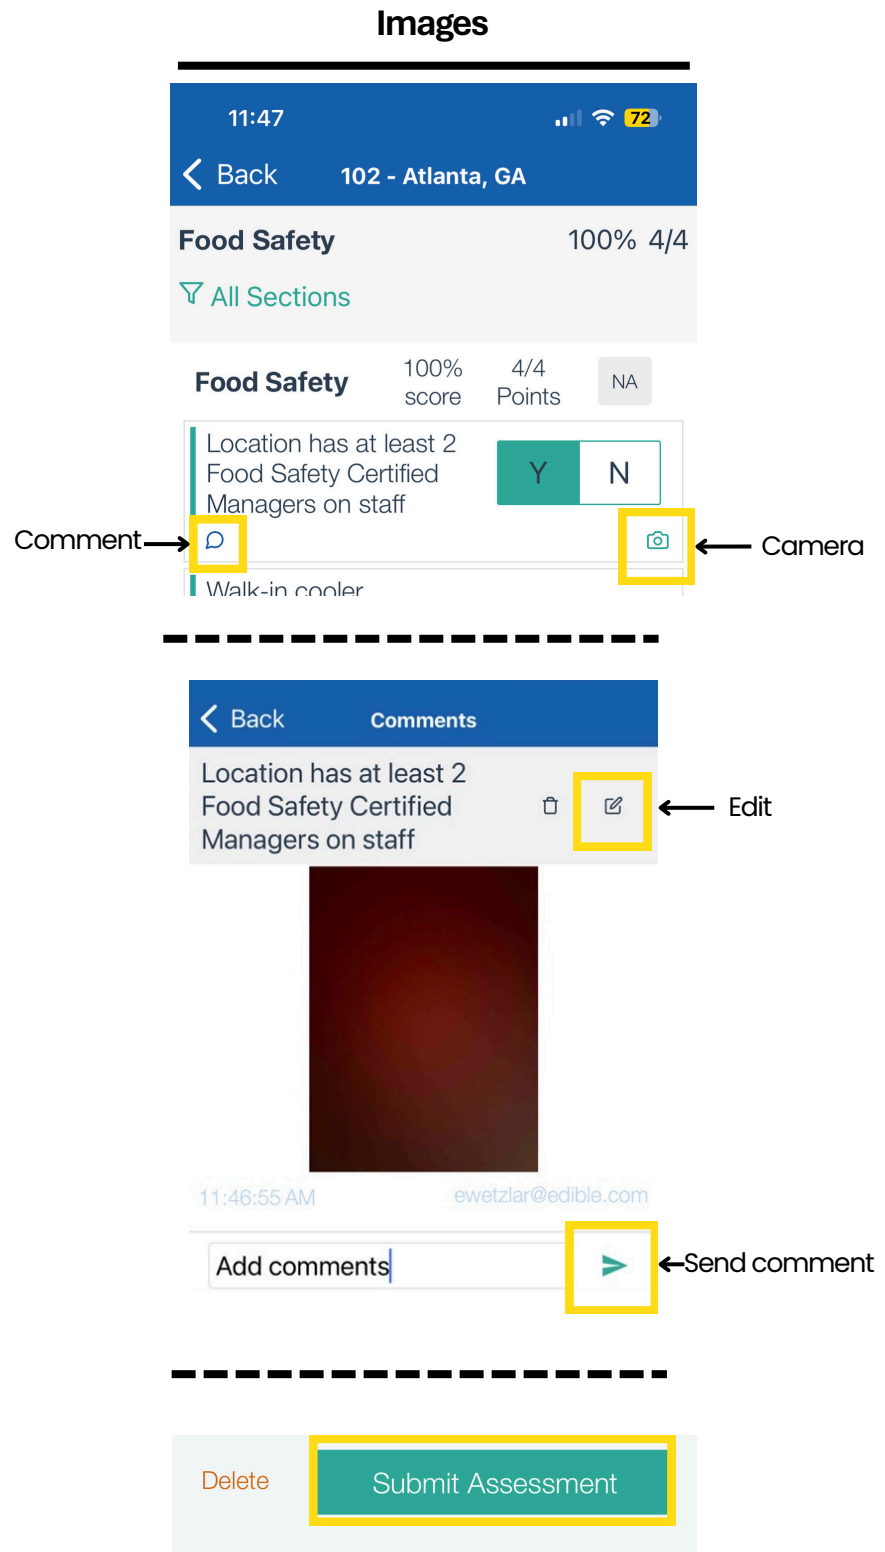 Images
11:47
72
Back
102 - Atlanta, GA
Food Safety
100% 4/4
All Sections
Food Safety
100%
score
4/4
Points
NA
Location has at least 2
Food Safety Certified
Managers on staff
Y
N
Comment
Camera
Walk-in cooler
Back
Comments
Location has at least 2
Food Safety Certified
Managers on staff
Edit
11:46:55 AM
ewetzlar@edible.com
Add comments
Send comment
Delete
Submit Assessment